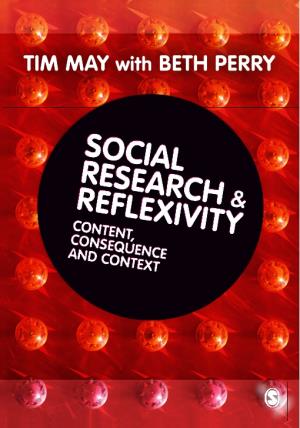 TIM MAY with BETH PERRY
SOCIAL
RESEARCH &
REFLEXIVITY
CONTENT,
CONSEQUENCE
AND CONTEXT
S